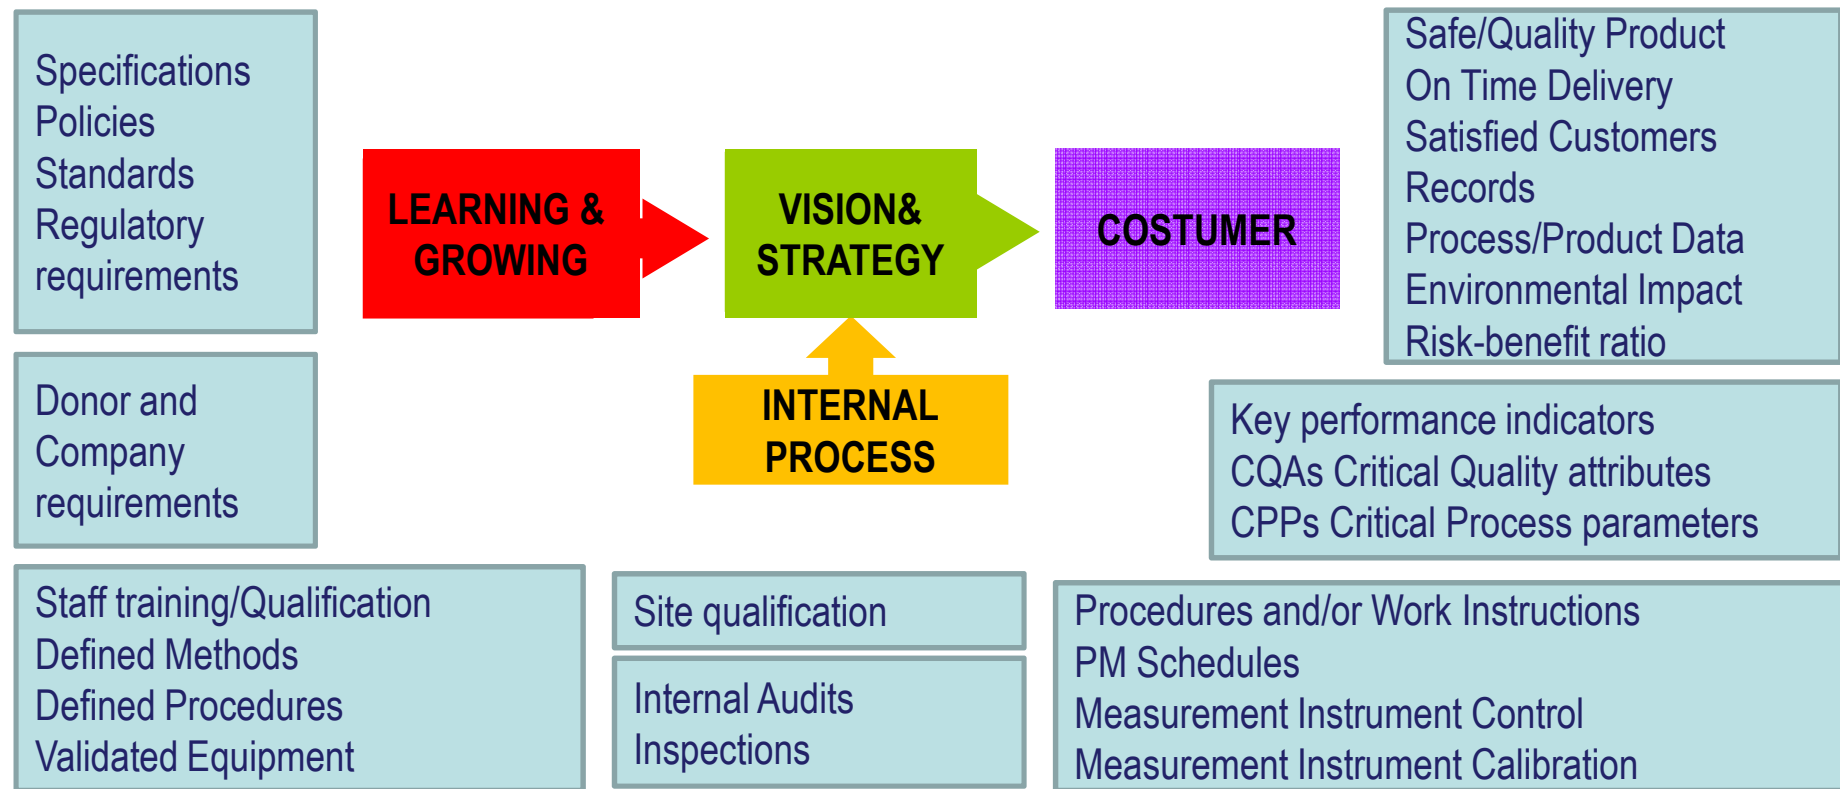 Specifications
Policies
Standards
Regulatory
requirements
Donor and
Company
requirements
LEARNING &
GROWING
VISION&
STRATEGY
COSTUMER
INTERNAL
PROCESS
Safe/Quality Product
On Time Delivery
Satisfied Customers
Records
Process/Product Data
Environmental Impact
Risk-benefit ratio
Key performance indicators
CQAs Critical Quality attributes
CPPs Critical Process parameters
Staff training/Qualification
Defined Methods
Defined Procedures
Validated Equipment
Site qualification
Internal Audits
Inspections
Procedures and/or Work Instructions
PM Schedules
Measurement Instrument Control
Measurement Instrument Calibration